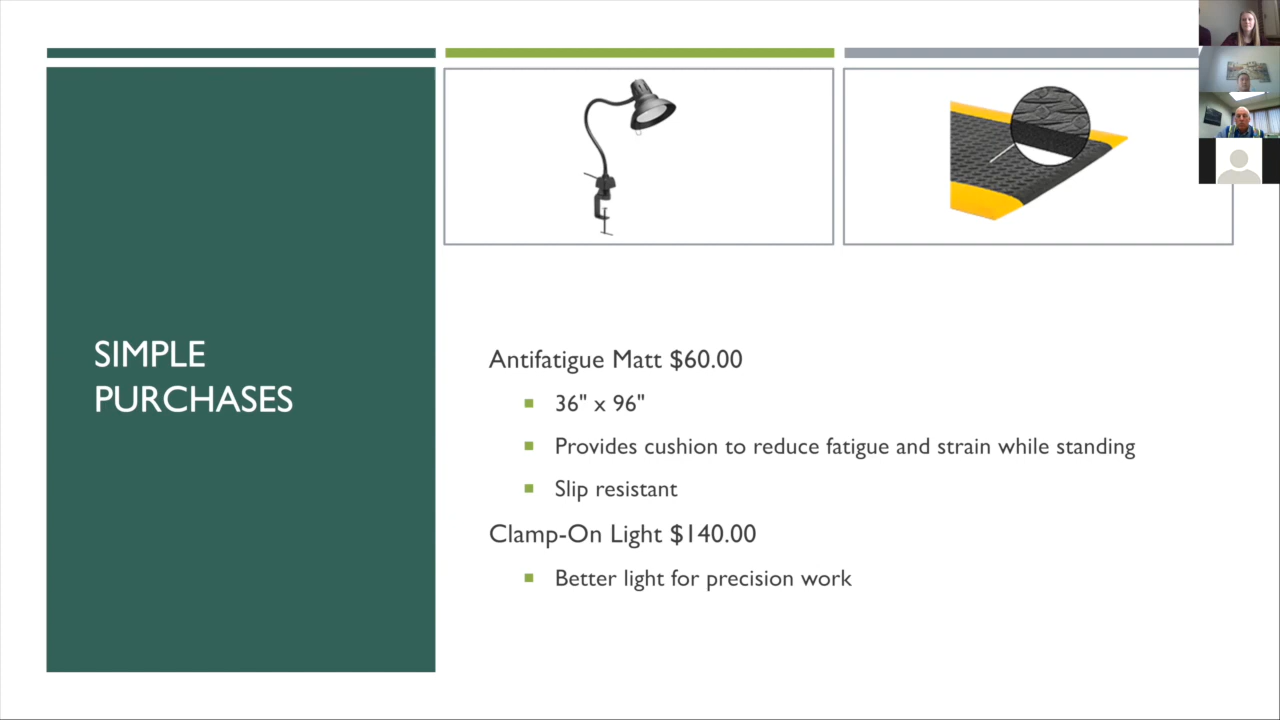 SIMPLE
PURCHASES
Antifatigue Matt $60.00
36" x 96"
Provides cushion to reduce fatigue and strain while standing
Slip resistant
Clamp-On Light $140.00
Better light for precision work